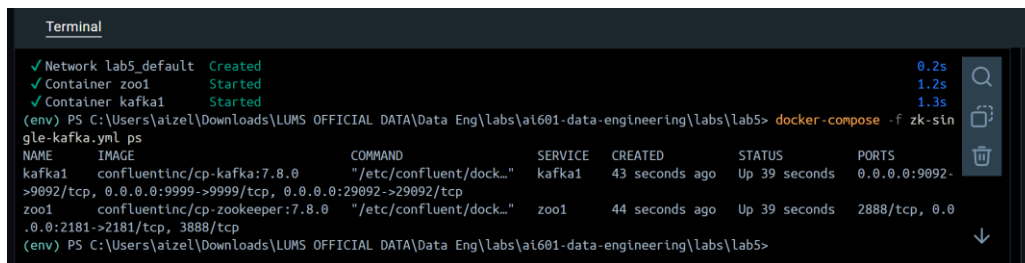 Terminal
✓ Network lab5_default Created 0.2s
✓ Container zoo1 Started 1.2s
✓ Container kafka1 Started 1.3s
(env) PS C:\Users\aizel\Downloads\LUMS OFFICIAL DATA\Data Eng\labs\ai601-data-engineering\labs\lab5> docker-compose -f zk-sin
gle-kafka.yml ps
NAME IMAGE COMMAND SERVICE CREATED STATUS PORTS
kafka1 confluentinc/cp-kafka:7.8.0 "/etc/confluent/dock…" kafka1 43 seconds ago Up 39 seconds 0.0.0.0:9092-
>9092/tcp, 0.0.0.0:9999->9999/tcp, 0.0.0.0:29092->29092/tcp
zoo1 confluentinc/cp-zookeeper:7.8.0 "/etc/confluent/dock…" zoo1 44 seconds ago Up 39 seconds 2888/tcp, 0.0
.0.0:2181->2181/tcp, 3888/tcp
(env) PS C:\Users\aizel\Downloads\LUMS OFFICIAL DATA\Data Eng\labs\ai601-data-engineering\labs\lab5>